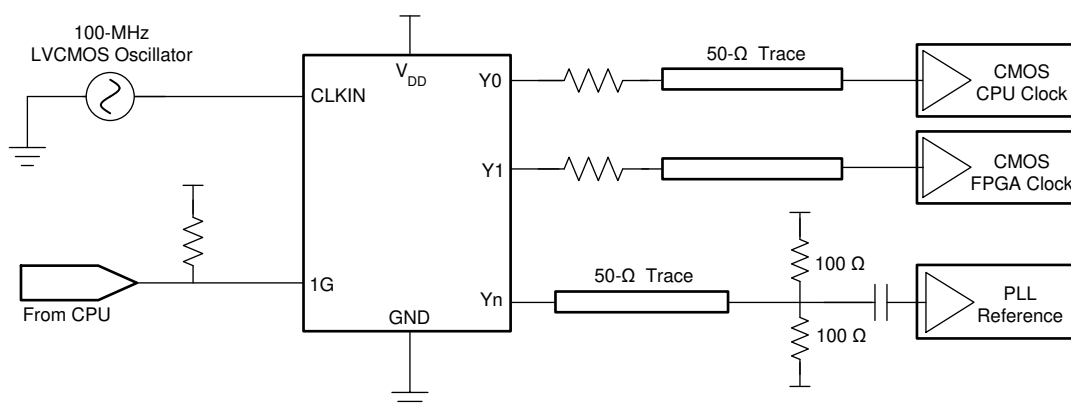 100-MHz
LVCMOS Oscillator
V_DD
CLKIN
1G
GND
Y0
Y1
Yn
From CPU
50-Ω Trace
50-Ω Trace
100 Ω
100 Ω
CMOS
CPU Clock
CMOS
FPGA Clock
PLL
Reference